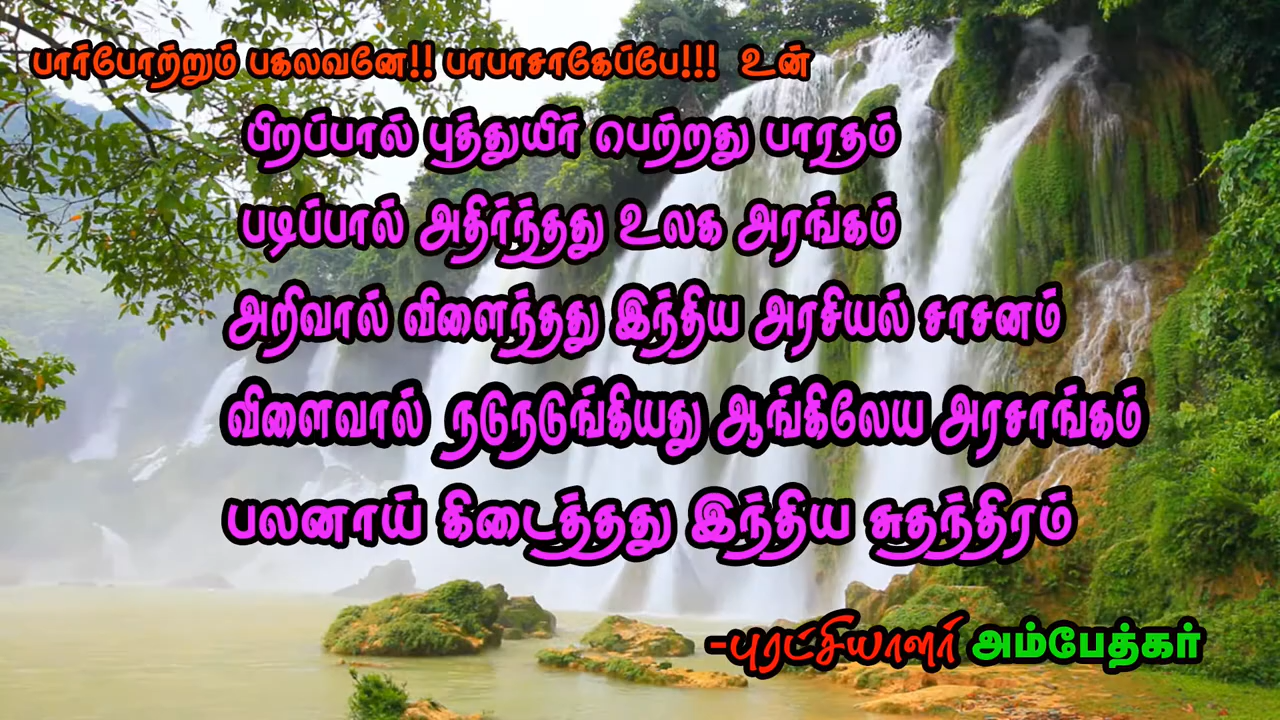 பார்போற்றும் பகலவனே!! பாபாசாகேப்பே!!! உன்
பிறப்பால் புத்துயிர் பெற்றது பாரதம்
படிப்பால் அதிர்ந்தது உலக அரங்கம்
அறிவால் விளைந்தது இந்திய அரசியல் சாசனம்
விளைவால் நடுநடுங்கியது ஆங்கிலேய அரசாங்கம்
பலனாய் கிடைத்தது இந்திய சுதந்திரம்
-புரட்சியாளர் அம்பேத்கர்